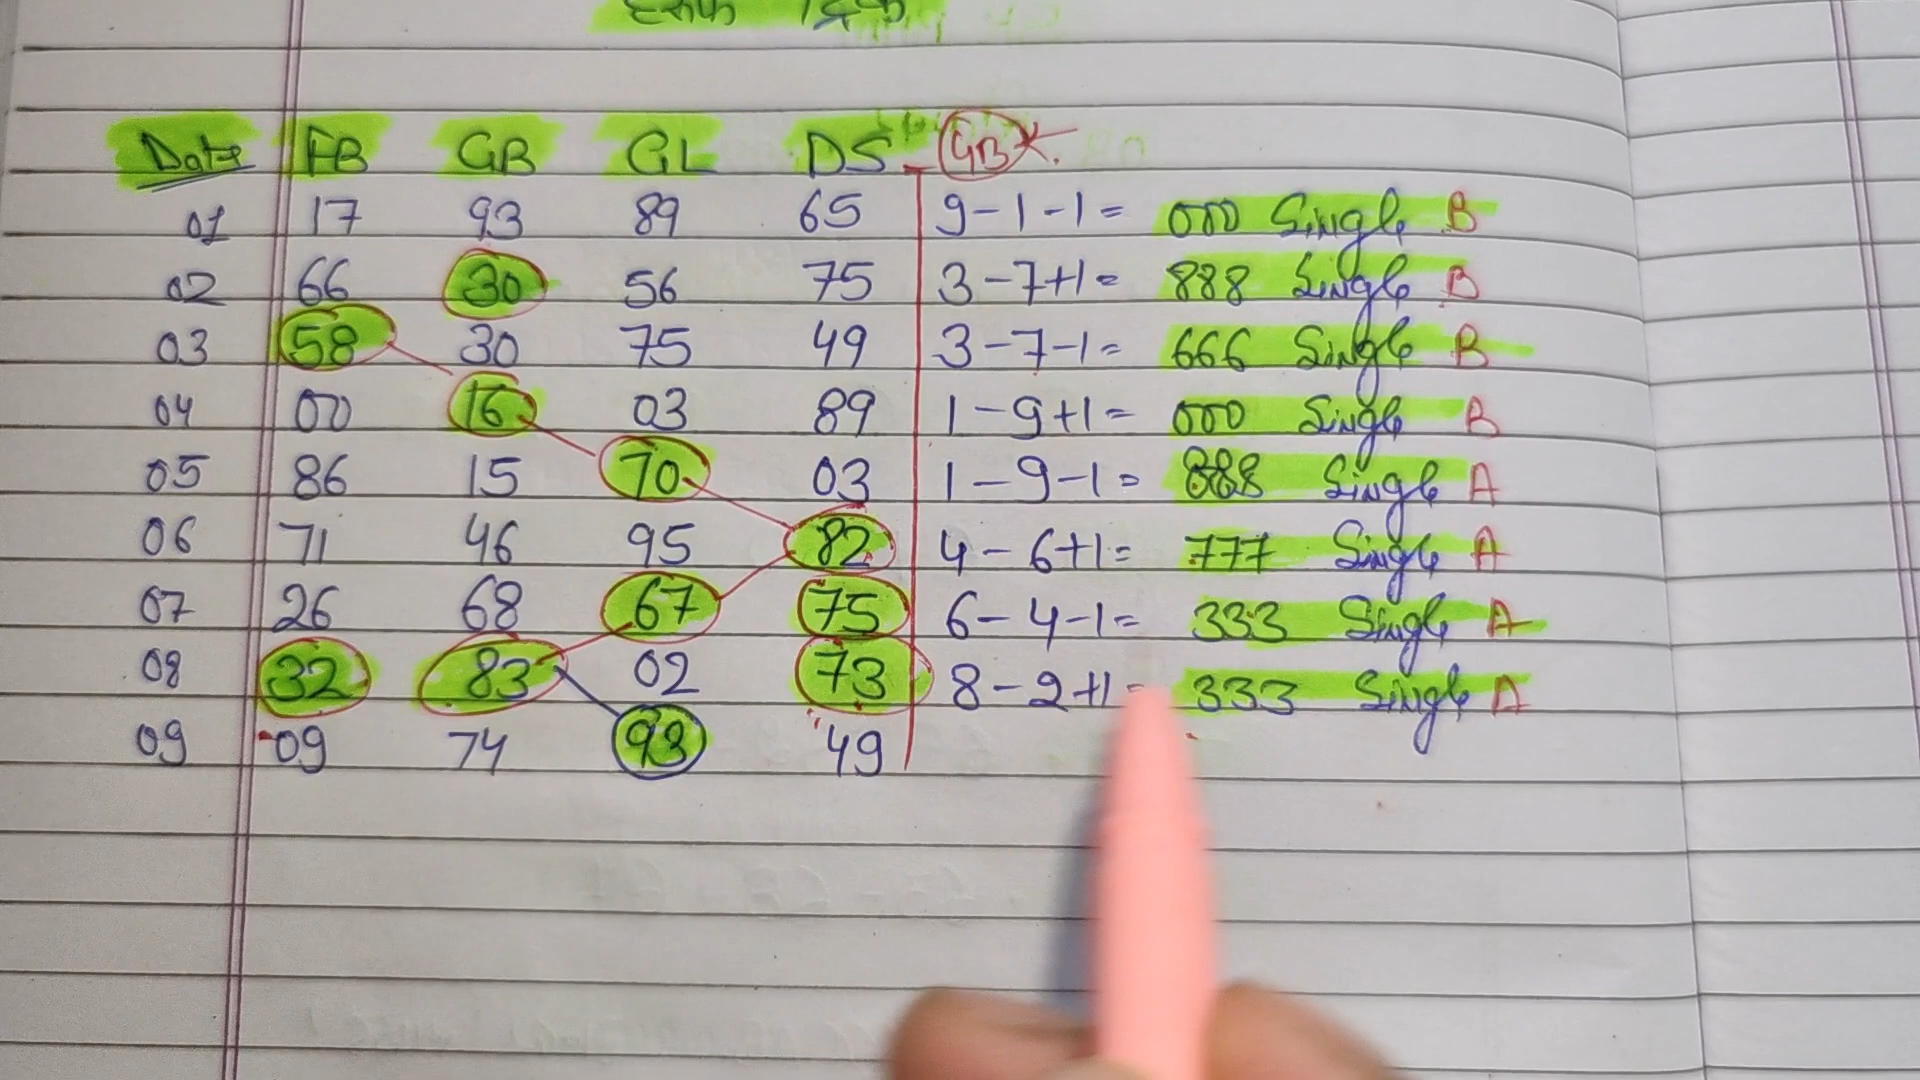 हरूफ ट्रिक
Date FB GB GL DS GB
01 17 93 89 65 9-1-1= 000 Single B
02 66 30 56 75 3-7+1= 888 Single B
03 58 30 75 49 3-7-1= 666 Single B
04 00 16 03 89 1-9+1= 000 Single B
05 86 15 70 03 1-9-1= 888 Single A
06 71 46 95 82 4-6+1= 777 Single A
07 26 68 67 75 6-4-1= 333 Single A
08 32 83 02 73 8-2+1= 333 Single A
09 09 74 93 49